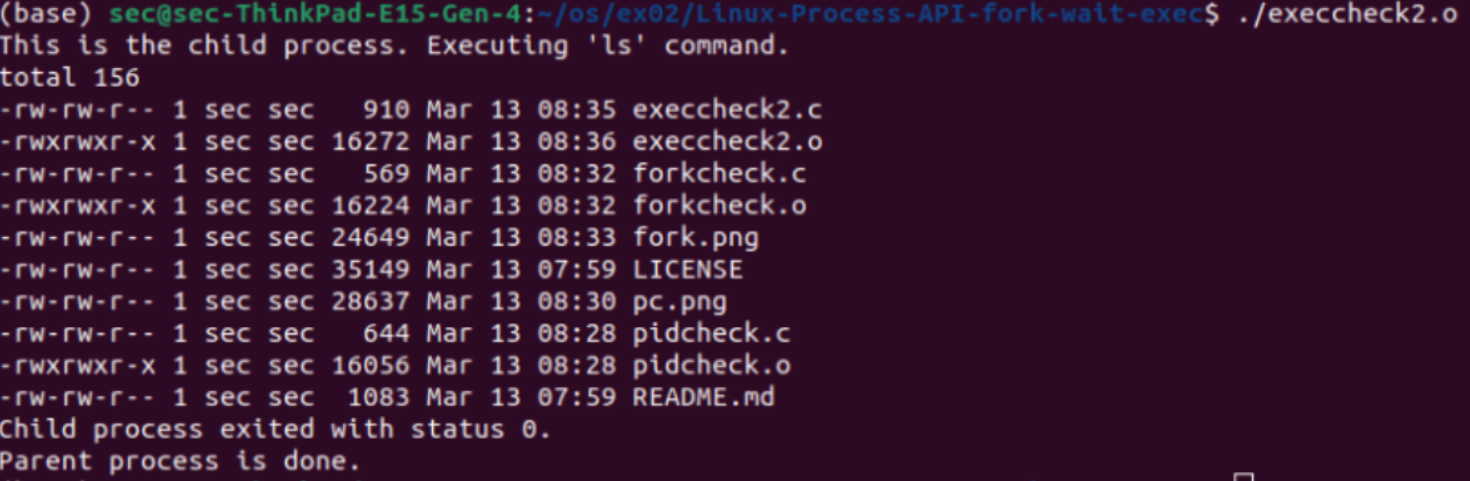 (base) sec@sec-ThinkPad-E15-Gen-4:~/os/ex02/Linux-Process-API-fork-wait-exec$ ./execcheck2.o
This is the child process. Executing 'ls' command.
total 156
-rw-rw-r-- 1 sec sec   910 Mar 13 08:35 execcheck2.c
-rwxrwxr-x 1 sec sec 16272 Mar 13 08:36 execcheck2.o
-rw-rw-r-- 1 sec sec   569 Mar 13 08:32 forkcheck.c
-rwxrwxr-x 1 sec sec 16224 Mar 13 08:32 forkcheck.o
-rw-rw-r-- 1 sec sec 24649 Mar 13 08:33 fork.png
-rw-rw-r-- 1 sec sec 35149 Mar 13 07:59 LICENSE
-rw-rw-r-- 1 sec sec 28637 Mar 13 08:30 pc.png
-rw-rw-r-- 1 sec sec   644 Mar 13 08:28 pidcheck.c
-rwxrwxr-x 1 sec sec 16056 Mar 13 08:28 pidcheck.o
-rw-rw-r-- 1 sec sec  1083 Mar 13 07:59 README.md
Child process exited with status 0.
Parent process is done.